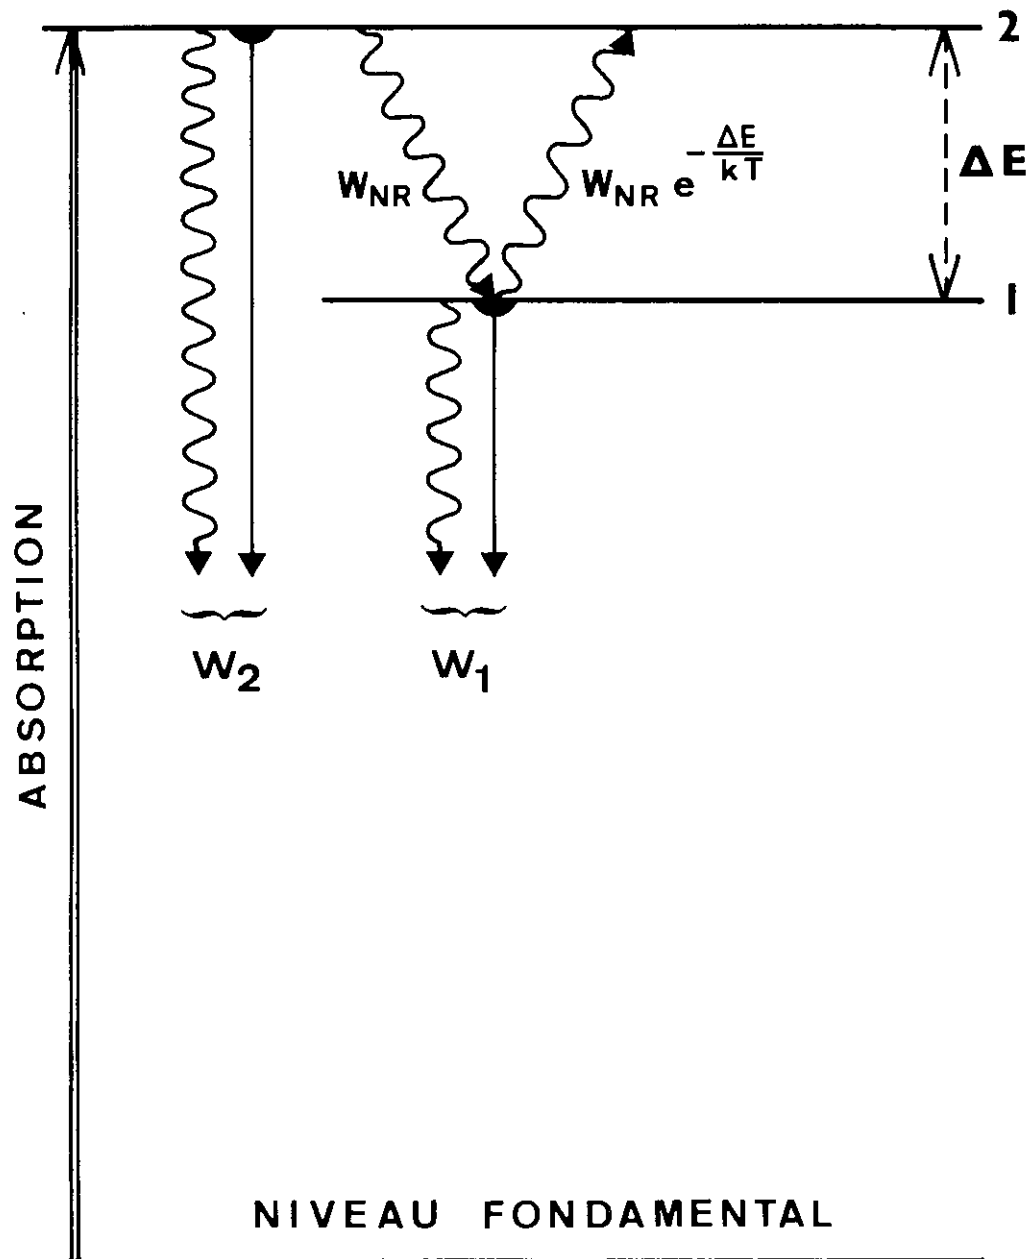 2
W_NR
W_NR e^{-ΔE/kT}
ΔE
1
W_2
W_1
ABSORPTION
NIVEAU FONDAMENTAL